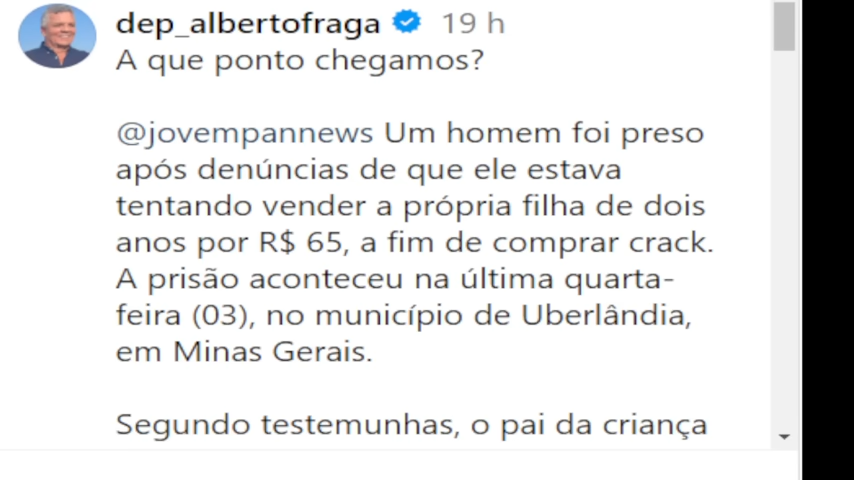 dep_albertofraga 19 h
A que ponto chegamos?
@jovempannews Um homem foi preso
após denúncias de que ele estava
tentando vender a própria filha de dois
anos por R$ 65, a fim de comprar crack.
A prisão aconteceu na última quarta-
feira (03), no município de Uberlândia,
em Minas Gerais.
Segundo testemunhas, o pai da criança